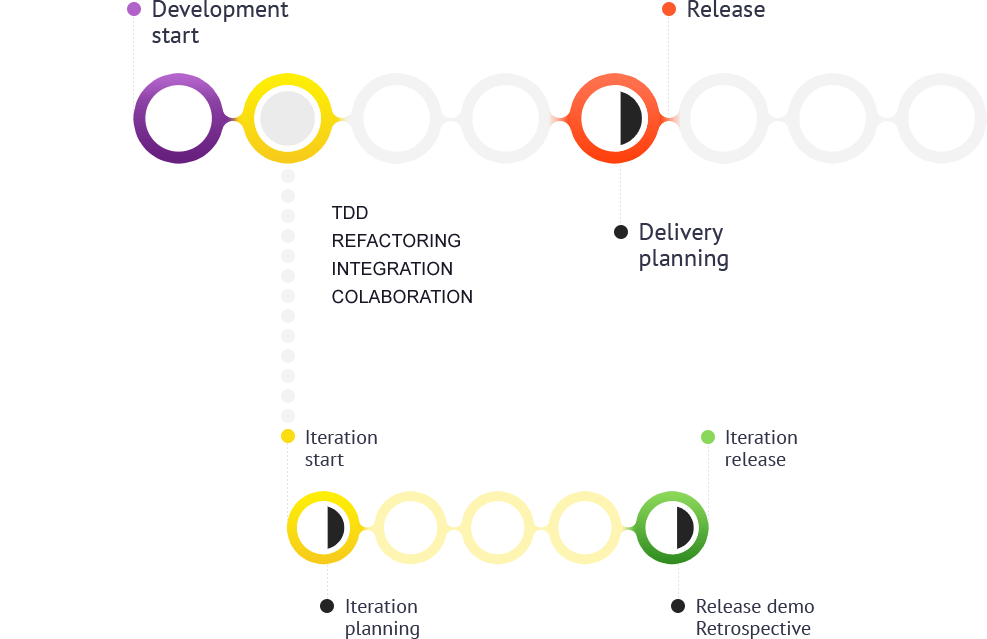 Development
start
Release
TDD
REFACTORING
INTEGRATION
COLABORATION
Delivery
planning
Iteration
start
Iteration
release
Iteration
planning
Release demo
Retrospective